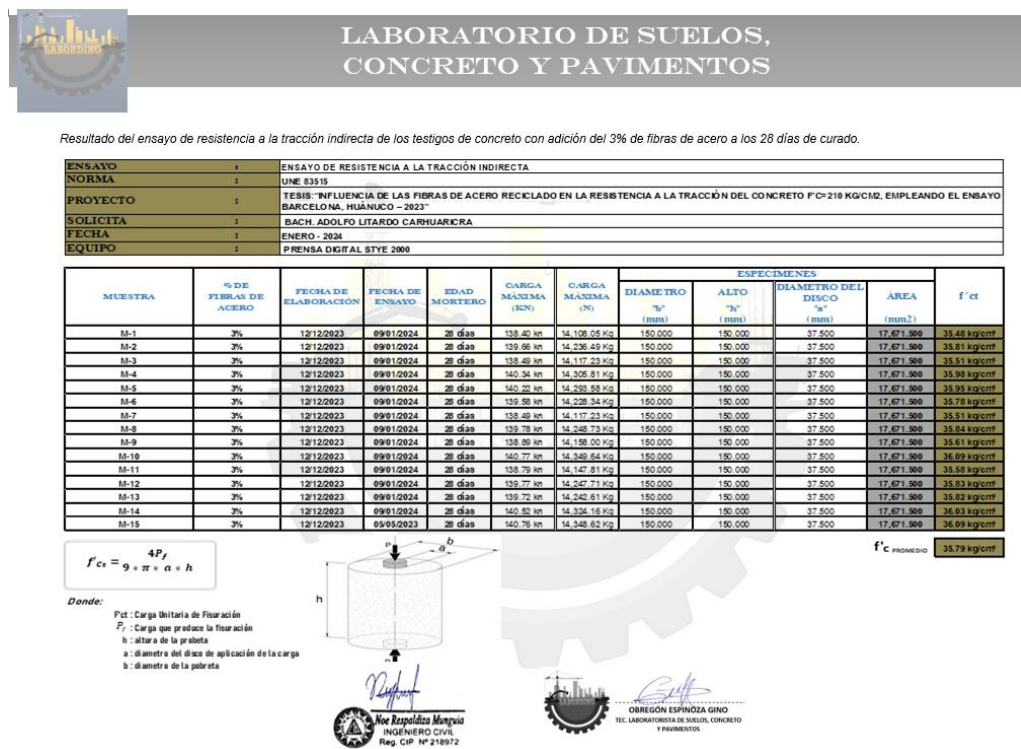 LABORDINO
LABORATORIO DE SUELOS,
CONCRETO Y PAVIMENTOS
Resultado del ensayo de resistencia a la tracción indirecta de los testigos de concreto con adición del 3% de fibras de acero a los 28 días de curado.
ENSAYO : ENSAYO DE RESISTENCIA A LA TRACCIÓN INDIRECTA
NORMA : UNE 83515
PROYECTO : TESIS:"INFLUENCIA DE LAS FIBRAS DE ACERO RECICLADO EN LA RESISTENCIA A LA TRACCIÓN DEL CONCRETO F'C=210 KG/CM2, EMPLEANDO EL ENSAYO
BARCELONA, HUÁNUCO – 2023"
SOLICITA : BACH. ADOLFO LITARDO CARHUARICRA
FECHA : ENERO - 2024
EQUIPO : PRENSA DIGITAL STYE 2000
MUESTRA % DE FIBRAS DE ACERO FECHA DE ELABORACIÓN FECHA DE ENSAYO EDAD MORTERO CARGA MÁXIMA (KN) CARGA MÁXIMA (N) ESPECÍMENES DIAMETRO "b" (mm) ALTO "h" (mm) DIAMETRO DEL DISCO "a" (mm) ÁREA (mm2) f´ct
M-1 3% 12/12/2023 09/01/2024 28 días 138.40 kn 14,108.05 Kg 150.000 150.000 37.500 17,671.500 35.48 kg/cm²
M-2 3% 12/12/2023 09/01/2024 28 días 139.66 kn 14,236.49 Kg 150.000 150.000 37.500 17,671.500 35.81 kg/cm²
M-3 3% 12/12/2023 09/01/2024 28 días 138.49 kn 14,117.23 Kg 150.000 150.000 37.500 17,671.500 35.51 kg/cm²
M-4 3% 12/12/2023 09/01/2024 28 días 140.34 kn 14,305.81 Kg 150.000 150.000 37.500 17,671.500 35.98 kg/cm²
M-5 3% 12/12/2023 09/01/2024 28 días 140.22 kn 14,293.58 Kg 150.000 150.000 37.500 17,671.500 35.95 kg/cm²
M-6 3% 12/12/2023 09/01/2024 28 días 139.58 kn 14,228.34 Kg 150.000 150.000 37.500 17,671.500 35.78 kg/cm²
M-7 3% 12/12/2023 09/01/2024 28 días 138.49 kn 14,117.23 Kg 150.000 150.000 37.500 17,671.500 35.51 kg/cm²
M-8 3% 12/12/2023 09/01/2024 28 días 139.78 kn 14,248.73 Kg 150.000 150.000 37.500 17,671.500 35.84 kg/cm²
M-9 3% 12/12/2023 09/01/2024 28 días 138.89 kn 14,158.00 Kg 150.000 150.000 37.500 17,671.500 35.61 kg/cm²
M-10 3% 12/12/2023 09/01/2024 28 días 140.77 kn 14,349.64 Kg 150.000 150.000 37.500 17,671.500 36.09 kg/cm²
M-11 3% 12/12/2023 09/01/2024 28 días 138.79 kn 14,147.81 Kg 150.000 150.000 37.500 17,671.500 35.58 kg/cm²
M-12 3% 12/12/2023 09/01/2024 28 días 139.77 kn 14,247.71 Kg 150.000 150.000 37.500 17,671.500 35.83 kg/cm²
M-13 3% 12/12/2023 09/01/2024 28 días 139.72 kn 14,242.61 Kg 150.000 150.000 37.500 17,671.500 35.82 kg/cm²
M-14 3% 12/12/2023 09/01/2024 28 días 140.52 kn 14,324.16 Kg 150.000 150.000 37.500 17,671.500 36.03 kg/cm²
M-15 3% 12/12/2023 05/05/2023 28 días 140.76 kn 14,348.62 Kg 150.000 150.000 37.500 17,671.500 36.09 kg/cm²
f'c PROMEDIO 35.79 kg/cm²
f'ct = 4Pf / 9 * π * a * h
P b a h
Donde:
F'ct : Carga Unitaria de Fisuración
Pf : Carga que produce la fisuración
h : altura de la probeta
a : diametro del disco de aplicación de la carga
b : diametro de la pobreta
Noe Respaldiza Munguia
INGENIERO CIVIL
Reg. CIP N° 218972
OBREGÓN ESPINOZA GINO
TEC. LABORATORISTA DE SUELOS, CONCRETO
Y PAVIMENTOS